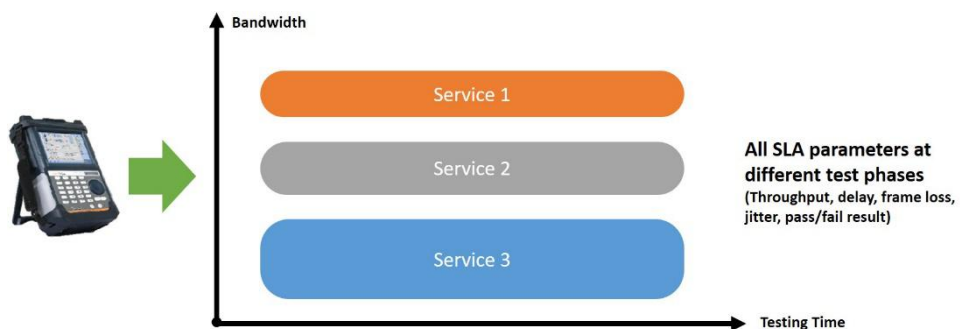 Bandwidth
Service 1
Service 2
Service 3
All SLA parameters at
different test phases
(Throughput, delay, frame loss,
jitter, pass/fail result)
Testing Time